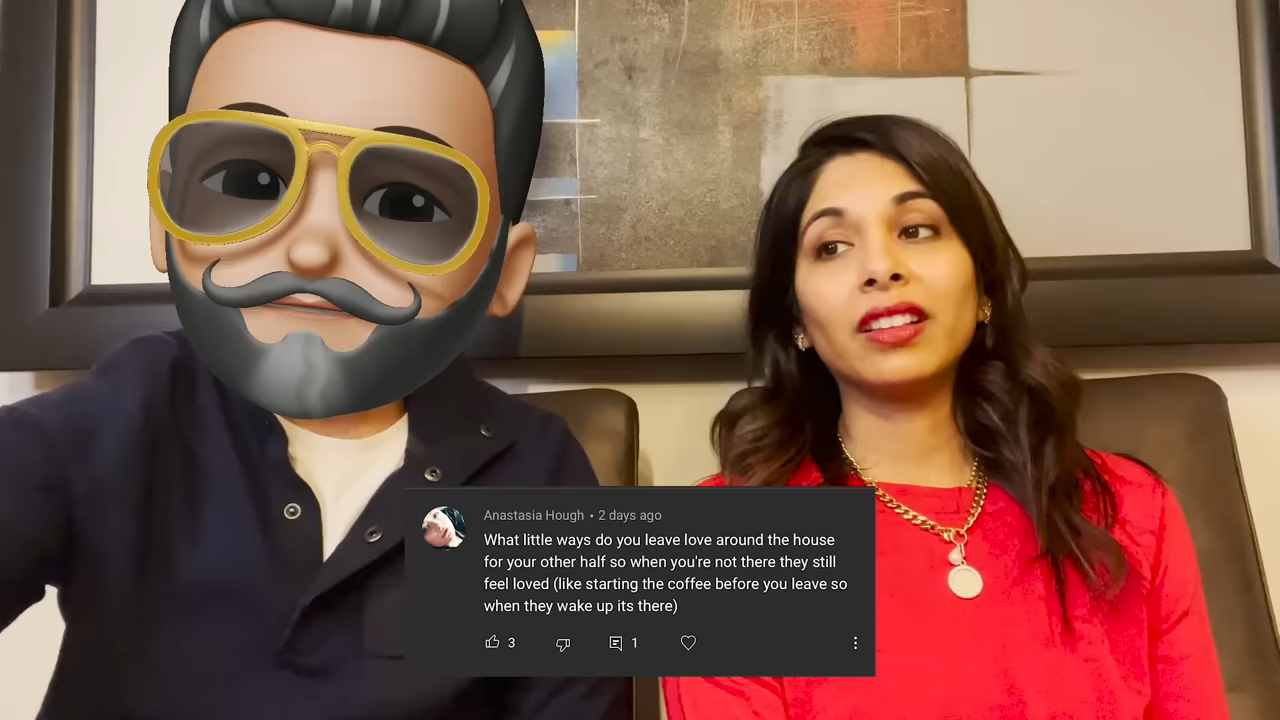 Anastasia Hough • 2 days ago
What little ways do you leave love around the house
for your other half so when you're not there they still
feel loved (like starting the coffee before you leave so
when they wake up its there)
3
1